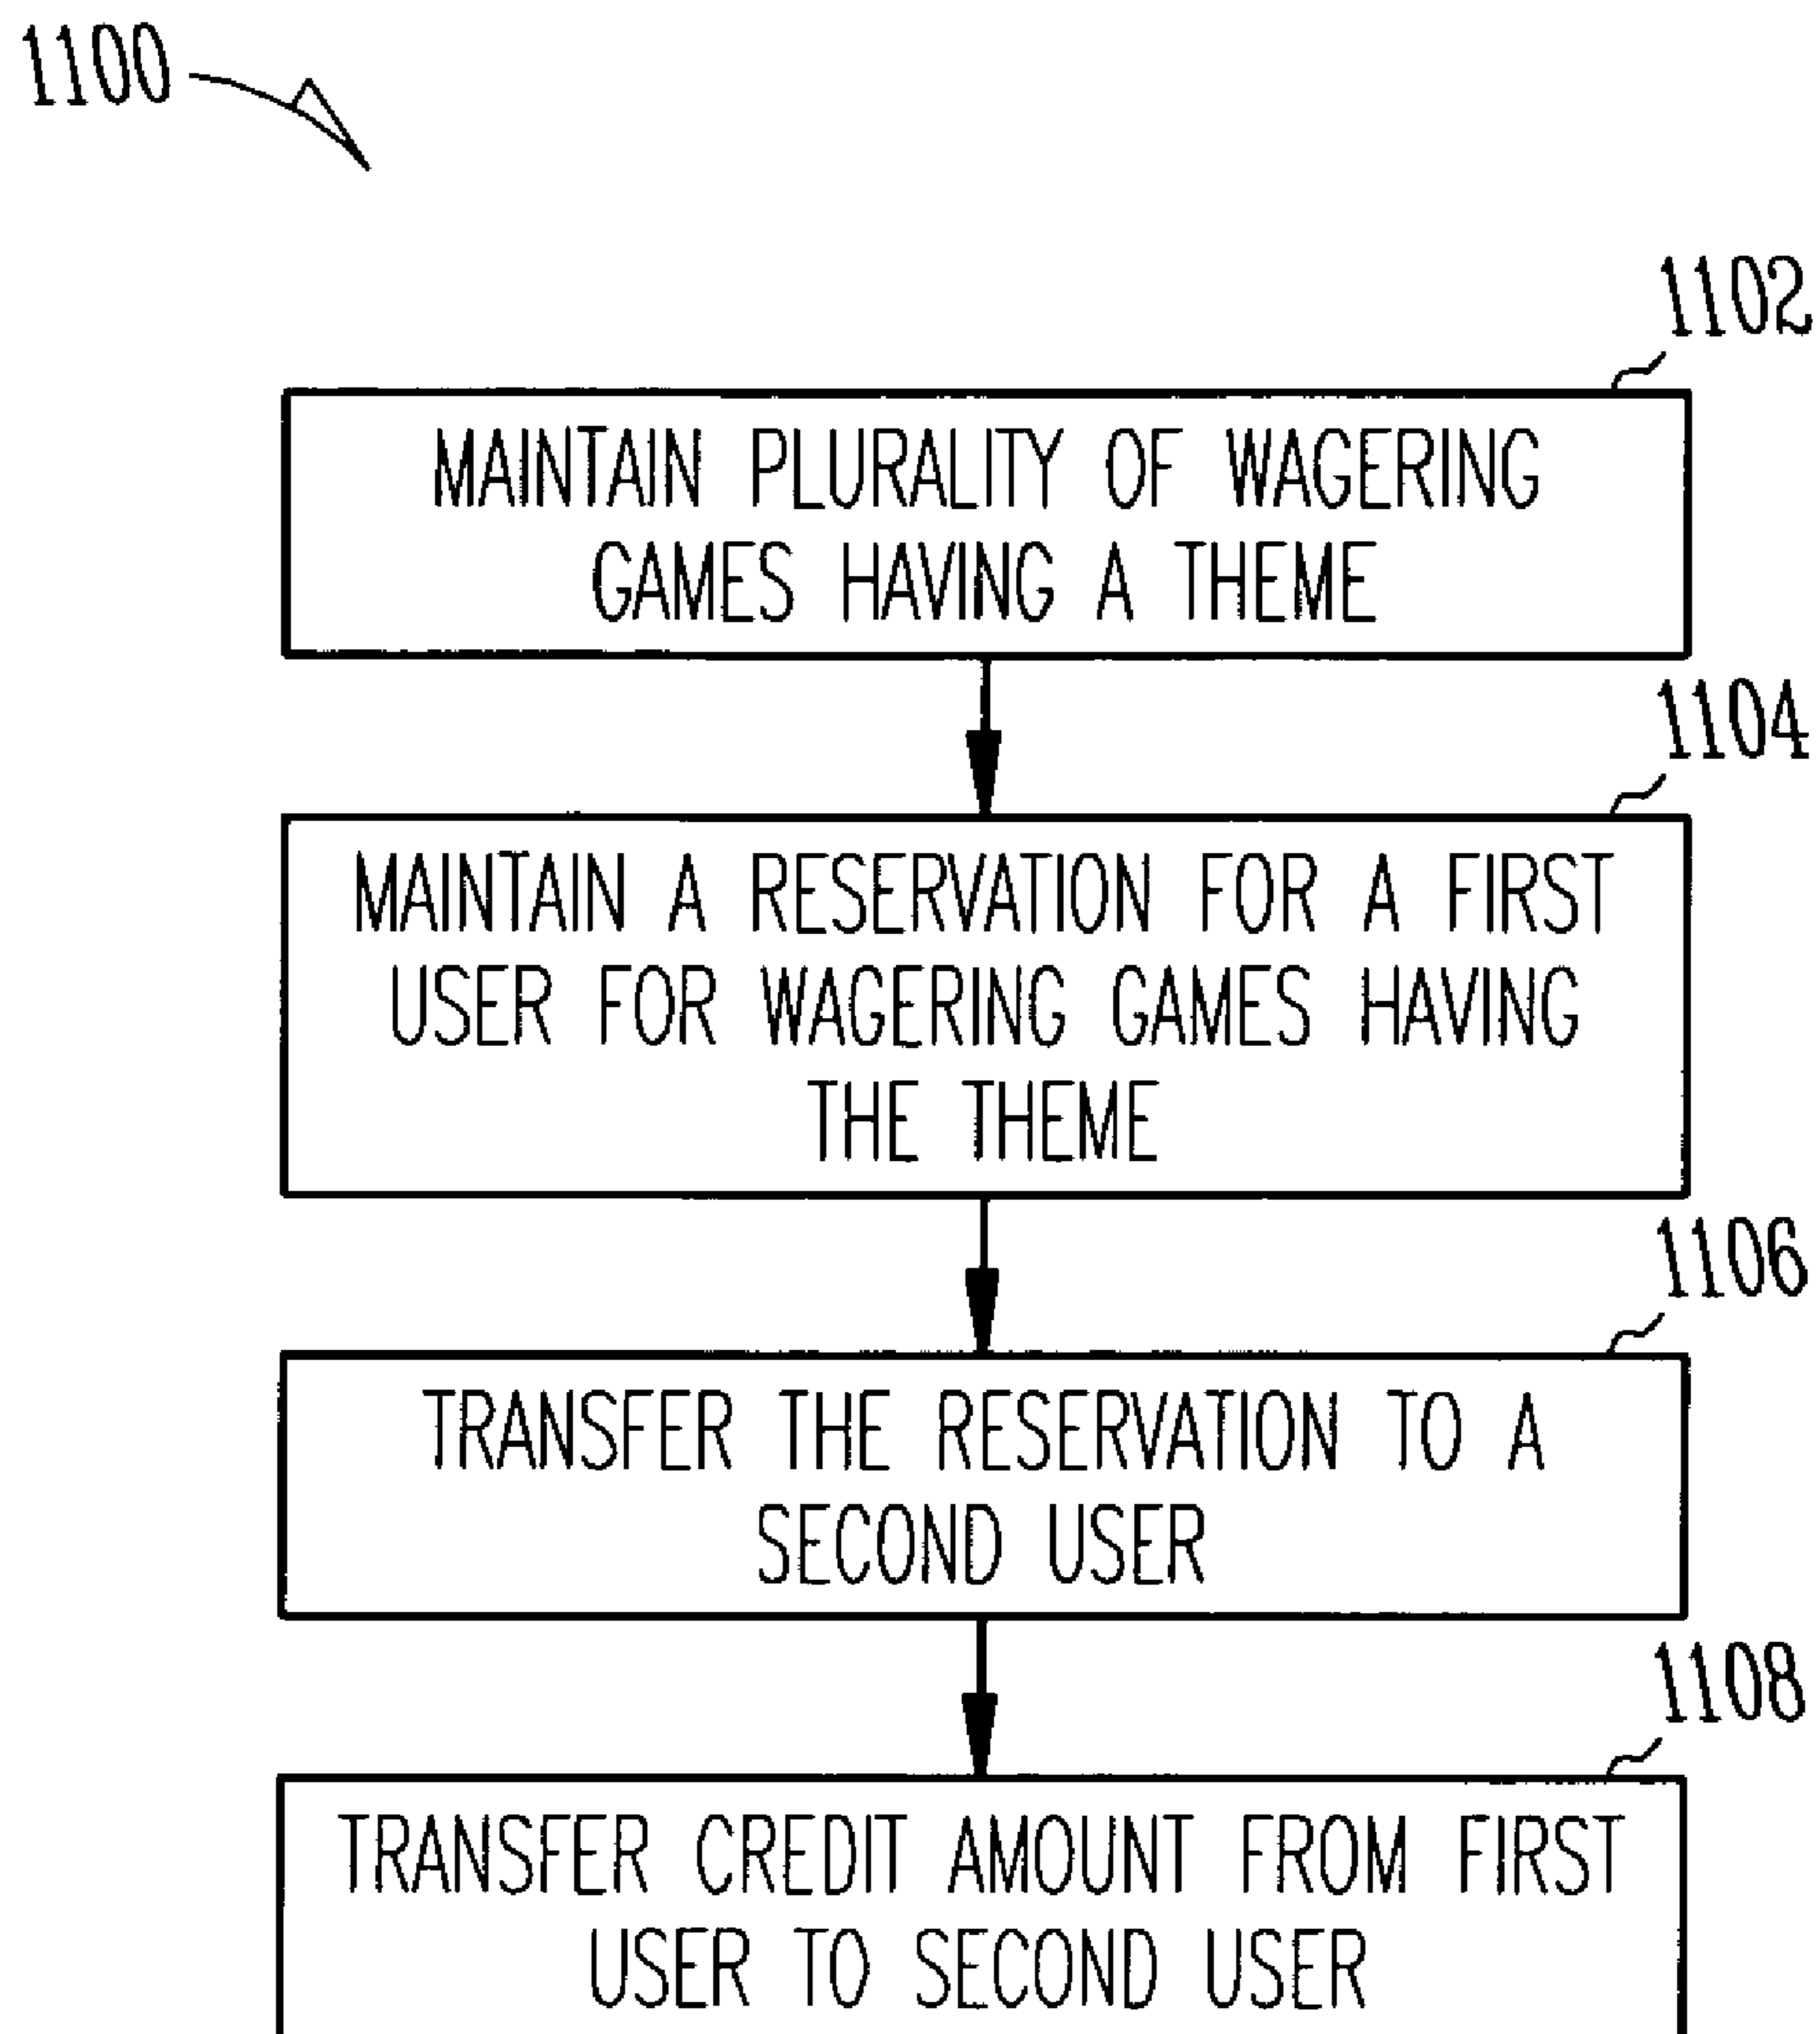 1100
1102
MAINTAIN PLURALITY OF WAGERING
GAMES HAVING A THEME
1104
MAINTAIN A RESERVATION FOR A FIRST
USER FOR WAGERING GAMES HAVING
THE THEME
1106
TRANSFER THE RESERVATION TO A
SECOND USER
1108
TRANSFER CREDIT AMOUNT FROM FIRST
USER TO SECOND USER